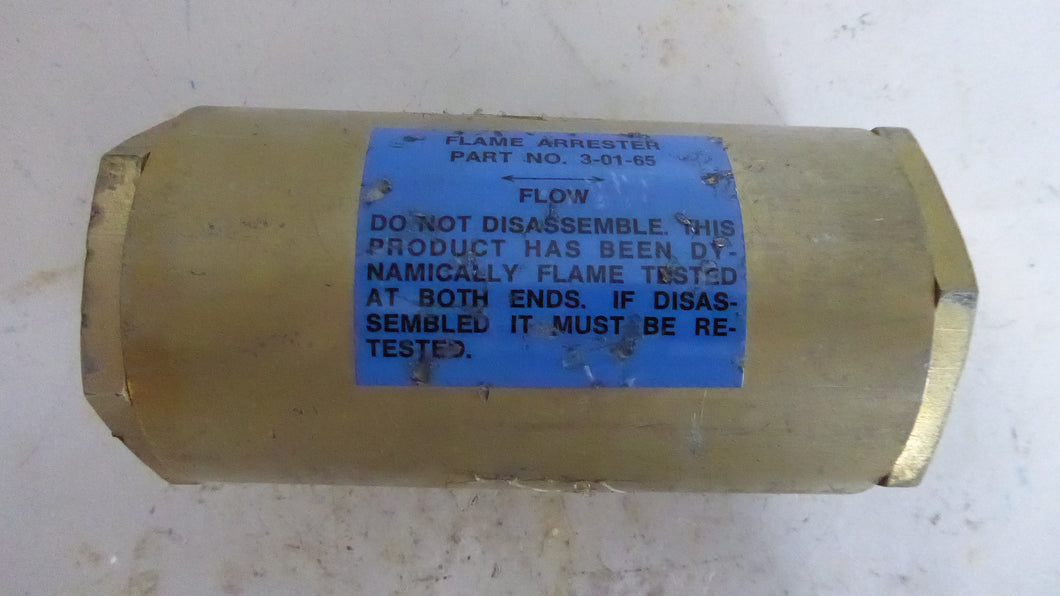 FLAME ARRESTER
PART NO. 3-01-65
FLOW
DO NOT DISASSEMBLE. THIS
PRODUCT HAS BEEN DY-
NAMICALLY FLAME TESTED
AT BOTH ENDS. IF DISAS-
SEMBLED IT MUST BE RE-
TESTED.